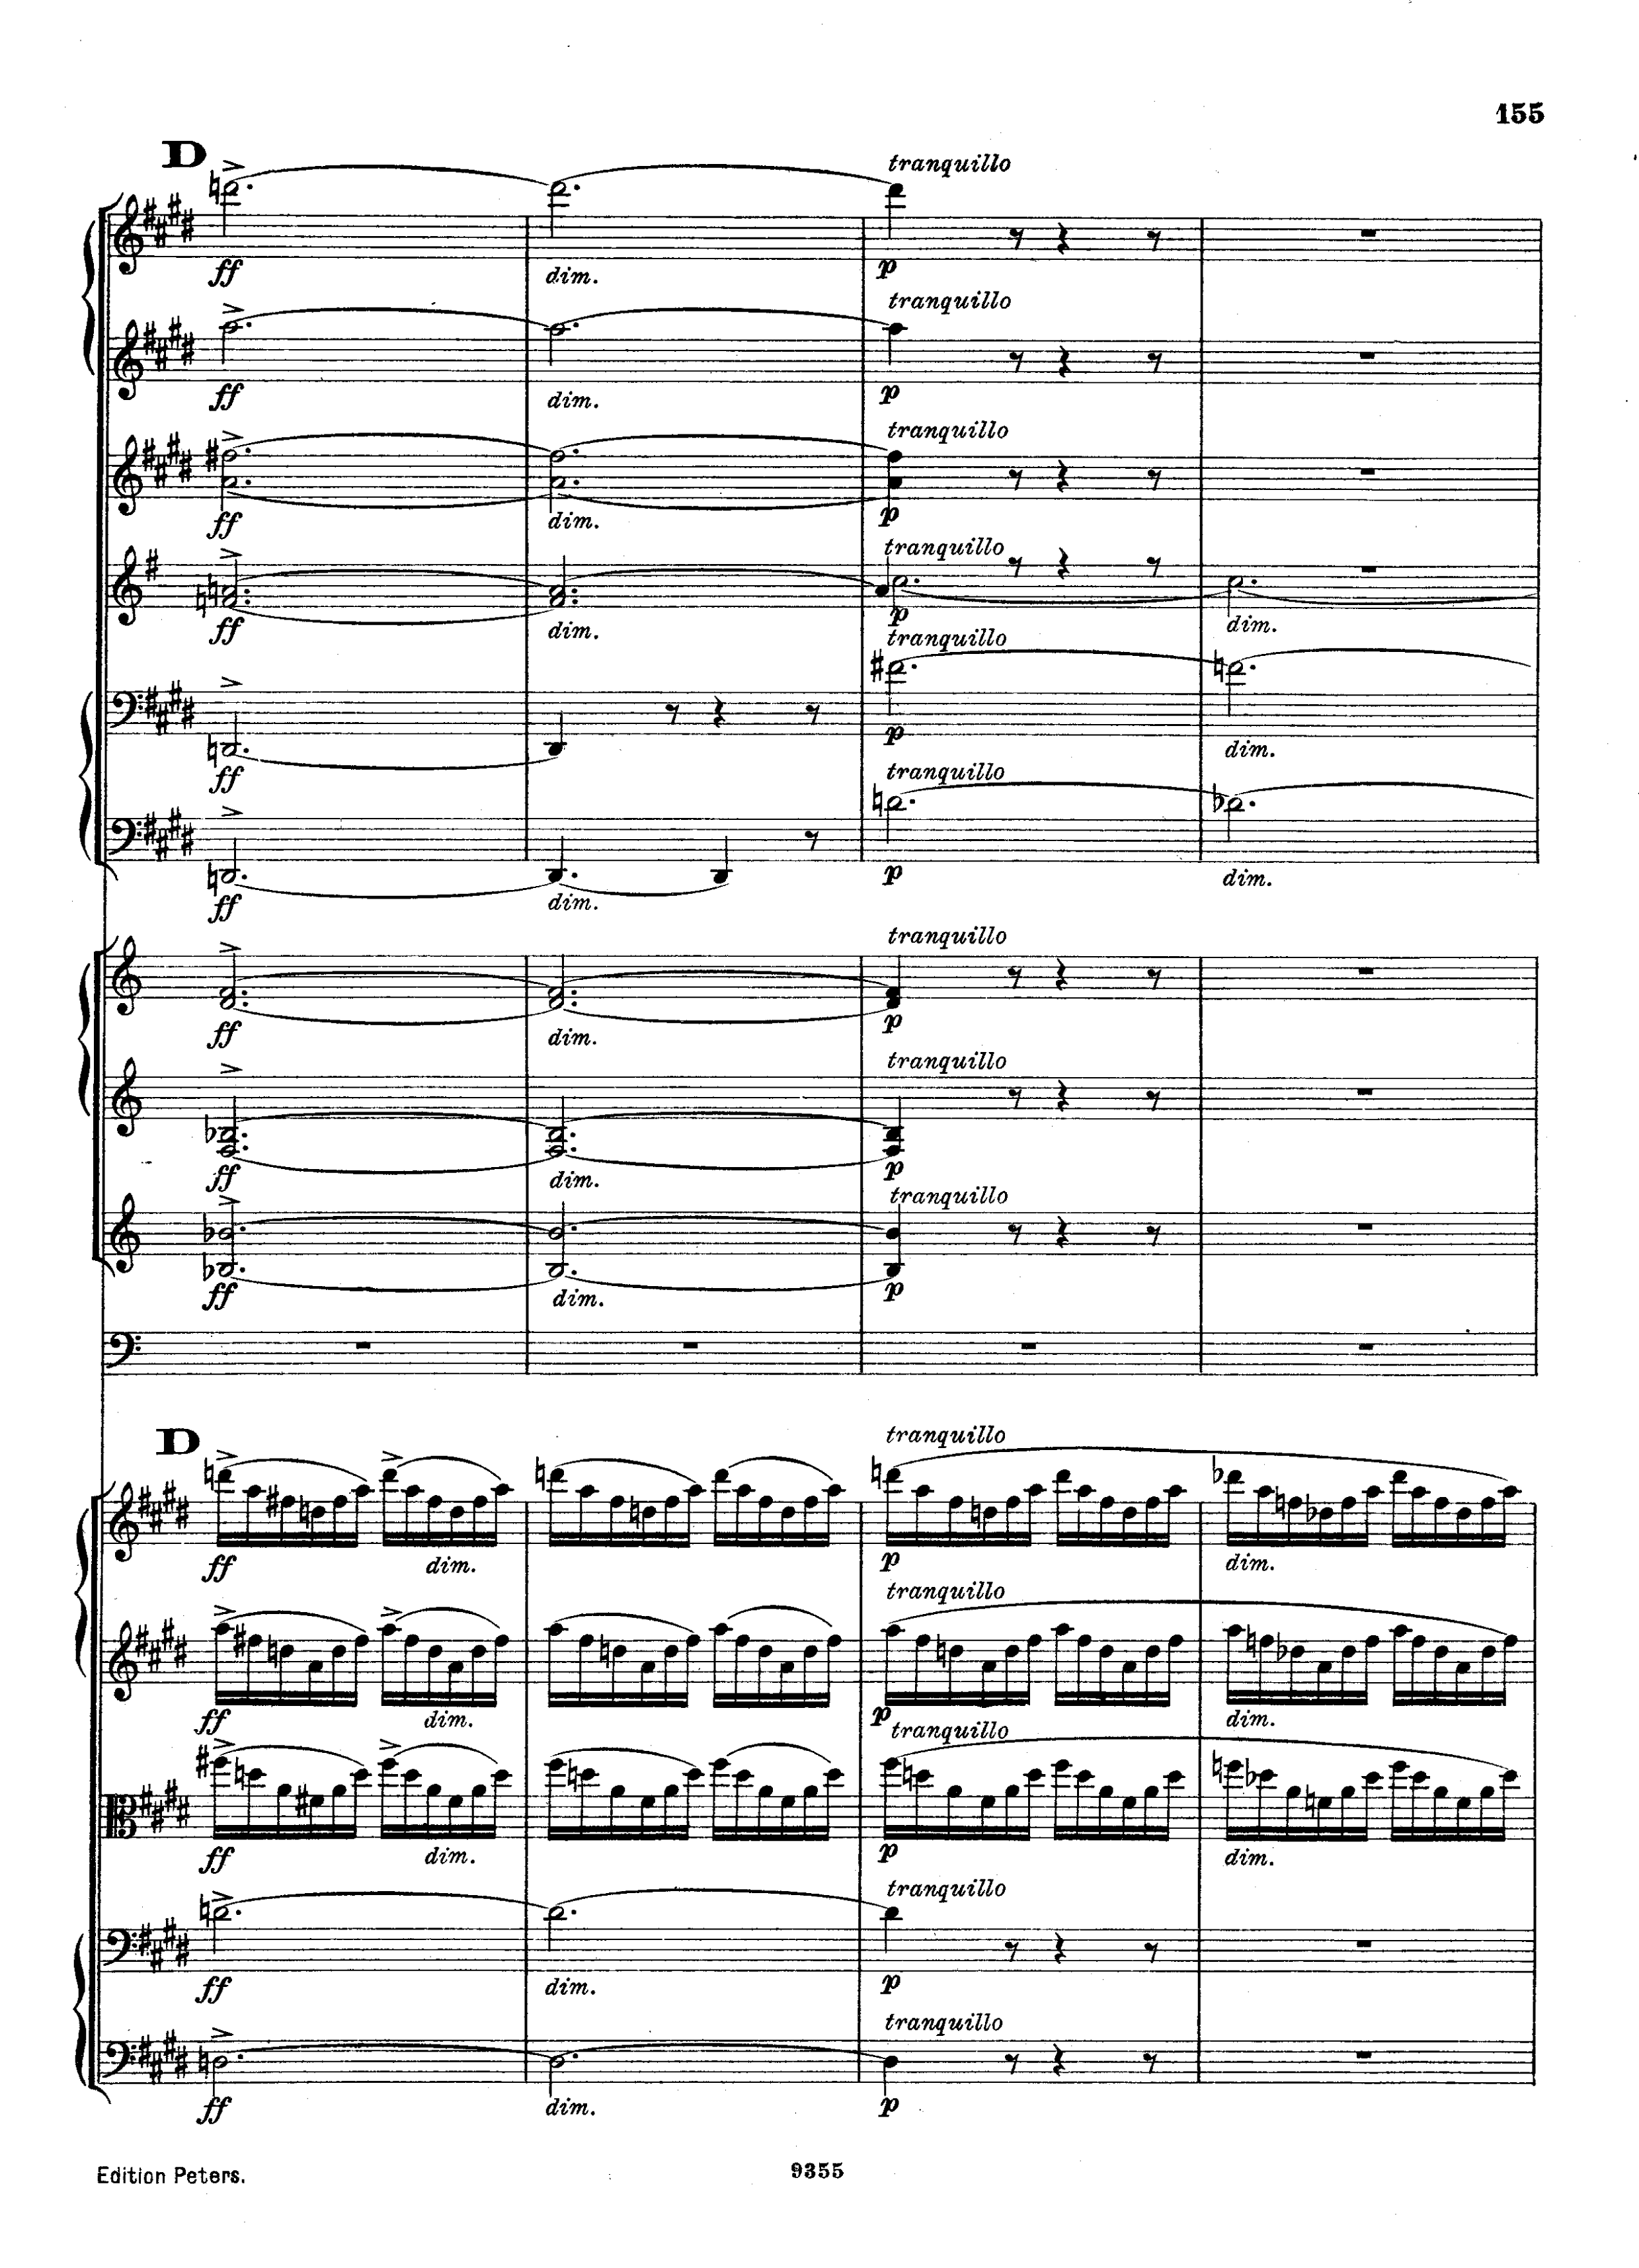 155
D
tranquillo
ff dim. p
tranquillo
ff dim. p
tranquillo
ff dim. p
tranquillo
ff dim. p dim.
tranquillo
ff p dim.
tranquillo
ff dim. p dim.
tranquillo
ff dim. p
tranquillo
ff dim. p
tranquillo
ff dim. p
D
tranquillo
ff dim. p dim.
tranquillo
ff dim. p dim.
tranquillo
ff dim. p dim.
tranquillo
ff dim. p
tranquillo
ff dim. p
Edition Peters. 9355